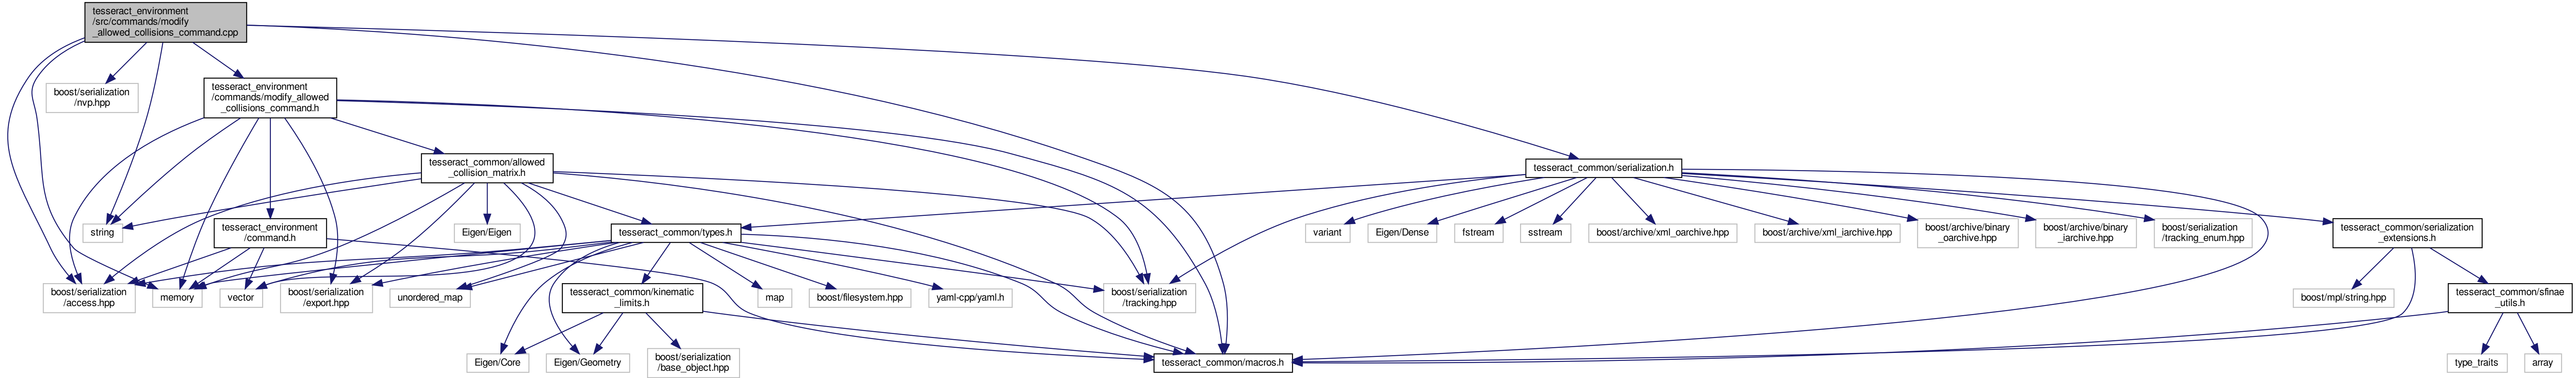 tesseract_environment
/src/commands/modify
_allowed_collisions_command.cpp
boost/serialization
/nvp.hpp
tesseract_environment
/commands/modify_allowed
_collisions_command.h
tesseract_common/allowed
_collision_matrix.h
tesseract_common/serialization.h
string
tesseract_environment
/command.h
Eigen/Eigen
tesseract_common/types.h
variant
Eigen/Dense
fstream
sstream
boost/archive/xml_oarchive.hpp
boost/archive/xml_iarchive.hpp
boost/archive/binary
_oarchive.hpp
boost/archive/binary
_iarchive.hpp
boost/serialization
/tracking_enum.hpp
tesseract_common/serialization
_extensions.h
boost/serialization
/access.hpp
memory
vector
boost/serialization
/export.hpp
unordered_map
tesseract_common/kinematic
_limits.h
map
boost/filesystem.hpp
yaml-cpp/yaml.h
boost/serialization
/tracking.hpp
boost/mpl/string.hpp
tesseract_common/sfinae
_utils.h
Eigen/Core
Eigen/Geometry
boost/serialization
/base_object.hpp
tesseract_common/macros.h
type_traits
array